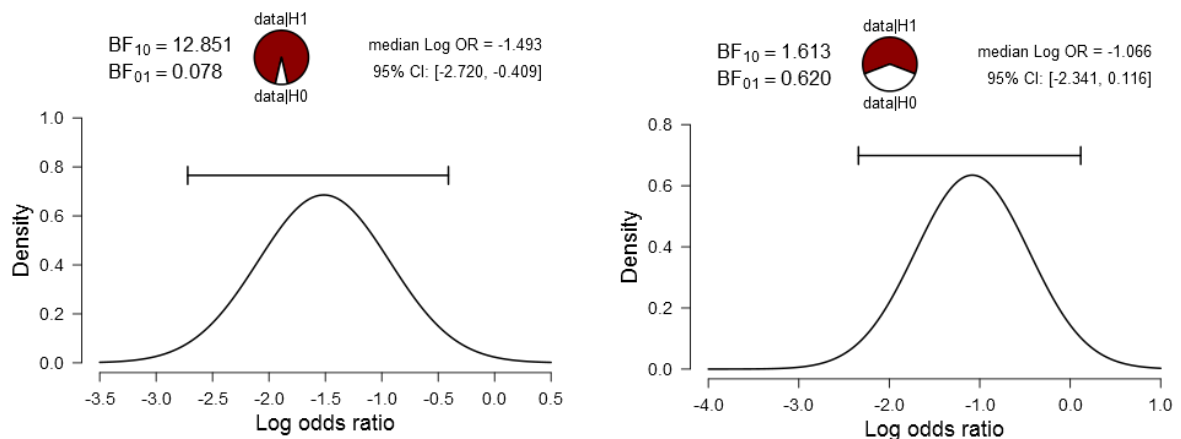 data|H1
BF10 = 12.851
BF01 = 0.078
median Log OR = -1.493
95% CI: [-2.720, -0.409]
data|H0
1.0
0.8
0.6
0.4
0.2
0.0
Density
-3.5 -3.0 -2.5 -2.0 -1.5 -1.0 -0.5 0.0 0.5
Log odds ratio
data|H1
BF10 = 1.613
BF01 = 0.620
median Log OR = -1.066
95% CI: [-2.341, 0.116]
data|H0
0.8
0.6
0.4
0.2
0.0
Density
-4.0 -3.0 -2.0 -1.0 0.0 1.0
Log odds ratio